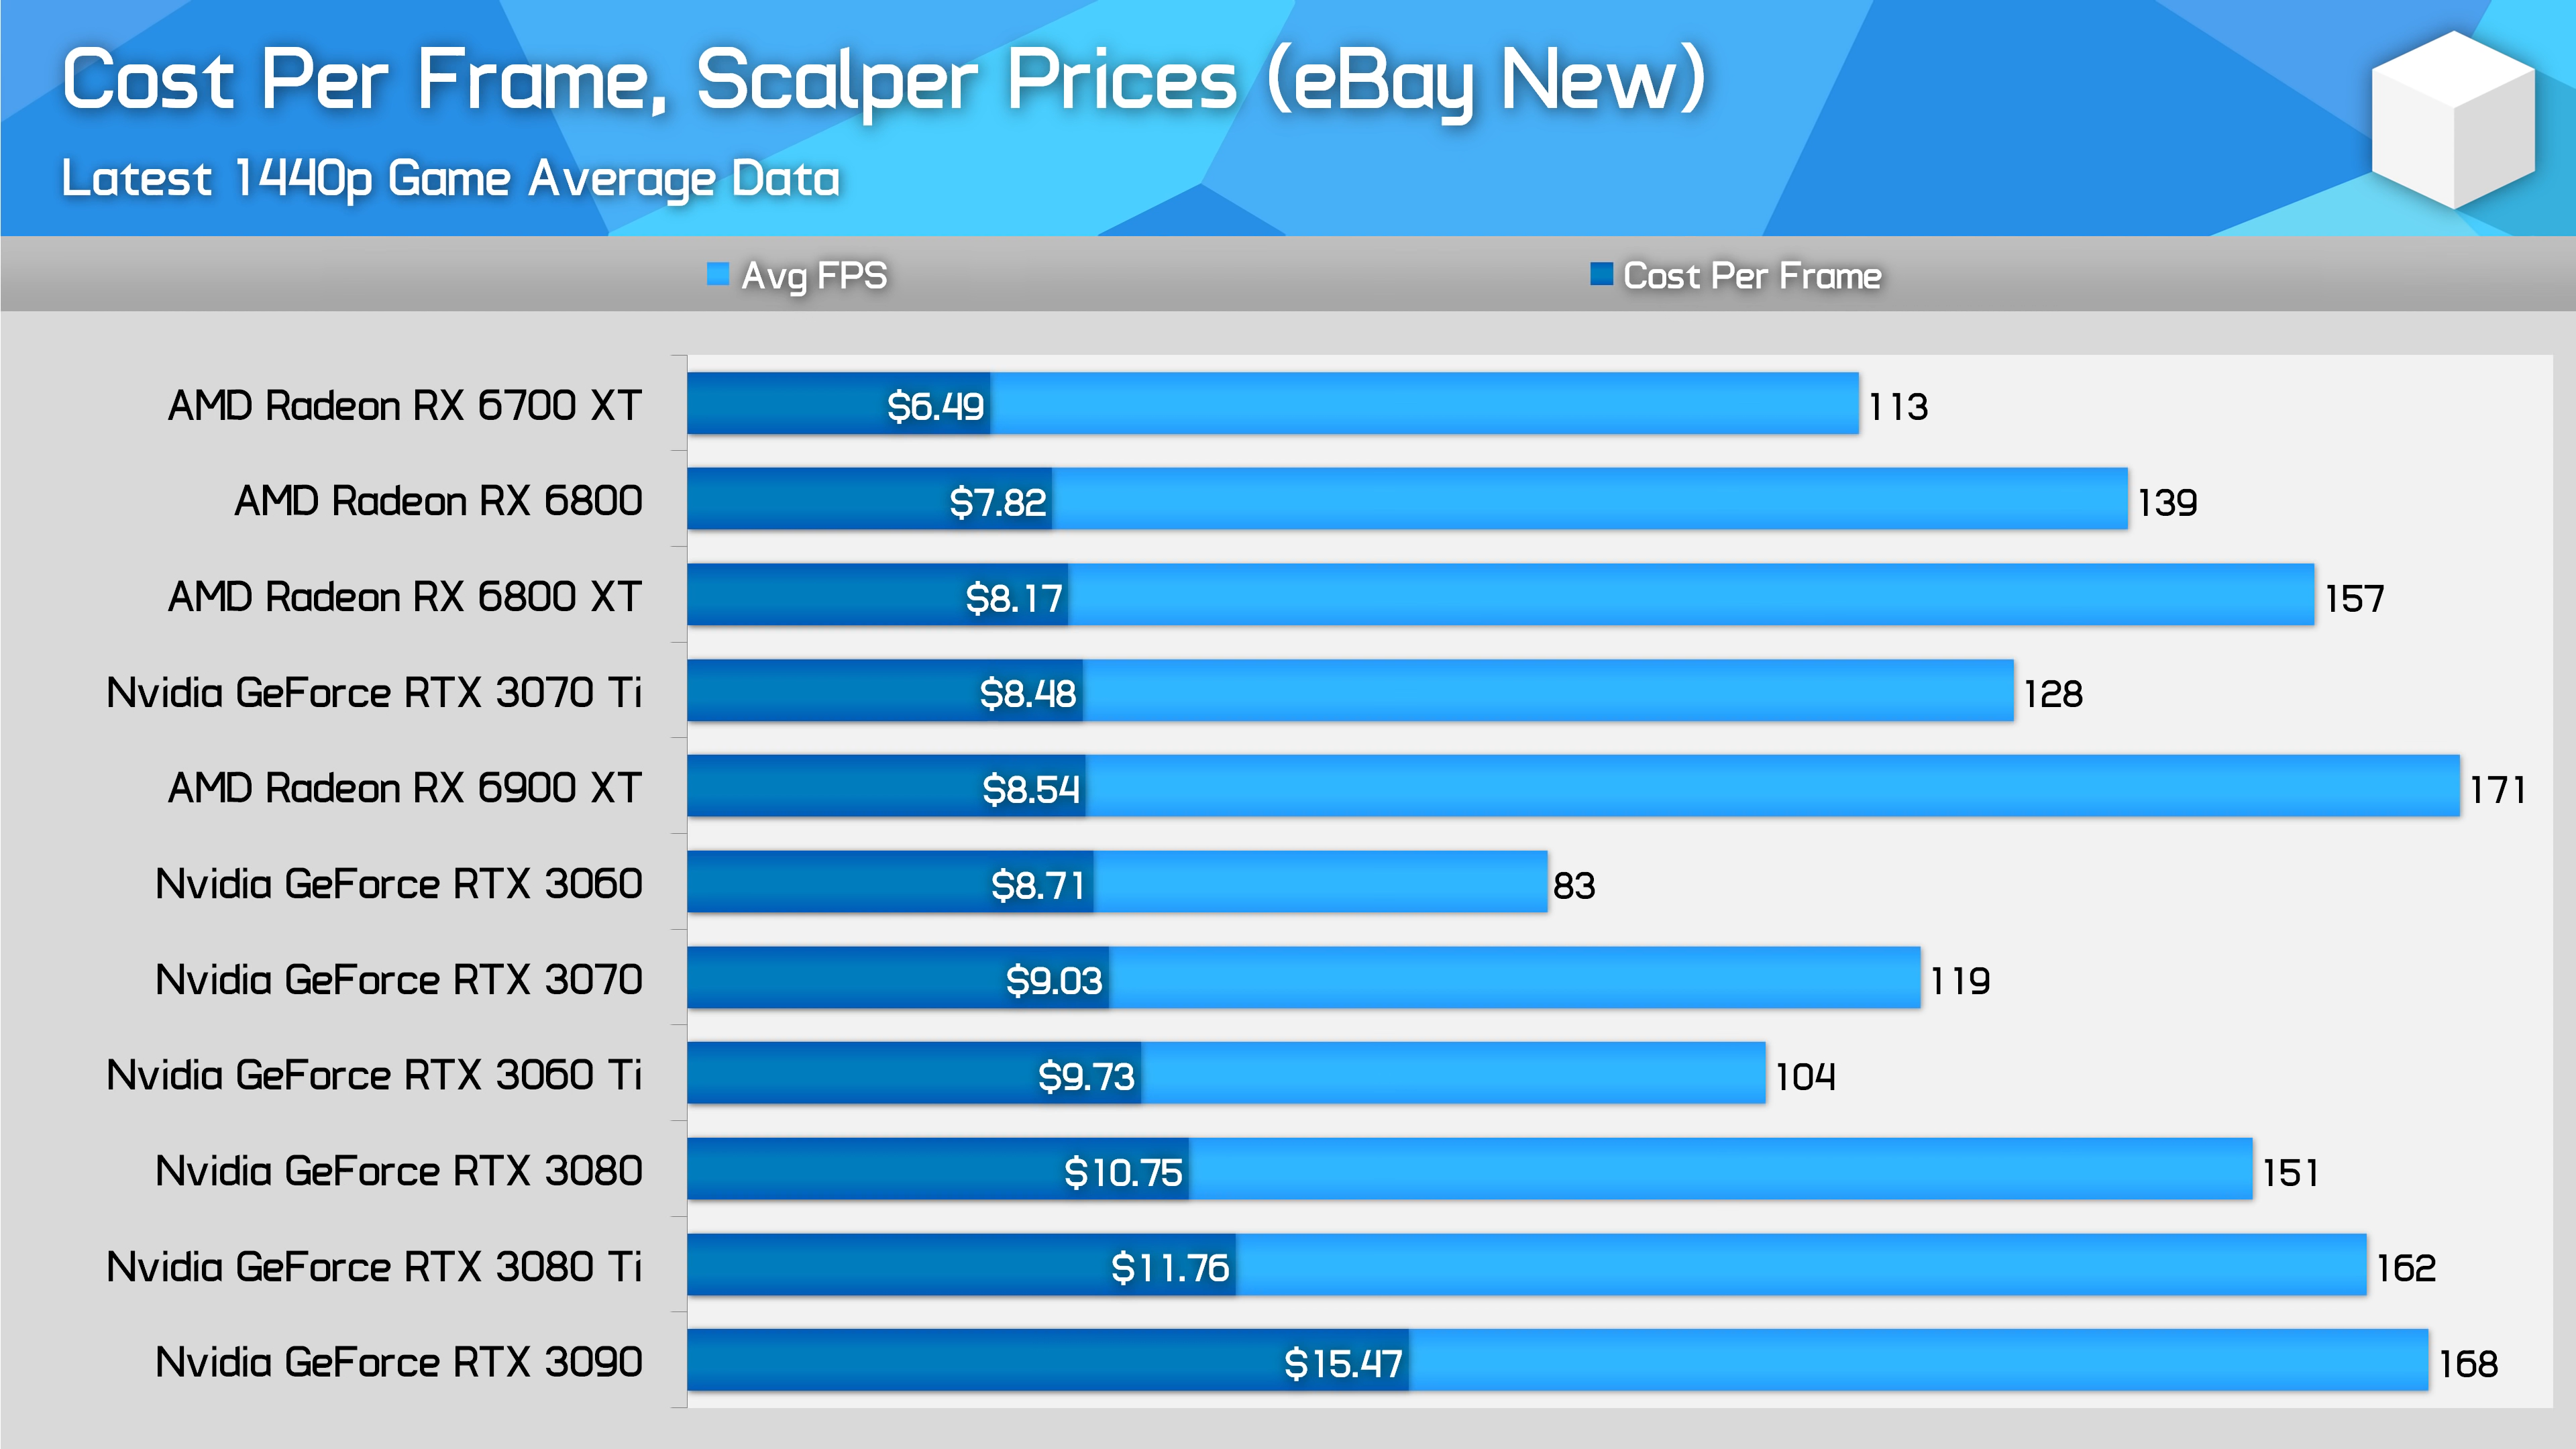 Cost Per Frame, Scalper Prices (eBay New)
Latest 1440p Game Average Data
Avg FPS Cost Per Frame
AMD Radeon RX 6700 XT $6.49 113
AMD Radeon RX 6800 $7.82 139
AMD Radeon RX 6800 XT $8.17 157
Nvidia GeForce RTX 3070 Ti $8.48 128
AMD Radeon RX 6900 XT $8.54 171
Nvidia GeForce RTX 3060 $8.71 83
Nvidia GeForce RTX 3070 $9.03 119
Nvidia GeForce RTX 3060 Ti $9.73 104
Nvidia GeForce RTX 3080 $10.75 151
Nvidia GeForce RTX 3080 Ti $11.76 162
Nvidia GeForce RTX 3090 $15.47 168